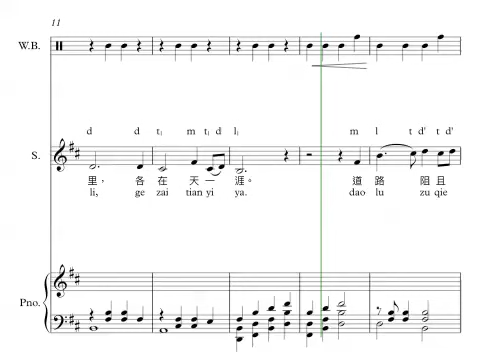 11
W.B.
d d t, m t, d l, m l t d' t d'
S.
里， 各 在 天 一 涯。 道 路 阻 且
li, ge zai tian yi ya. dao lu zu qie
Pno.